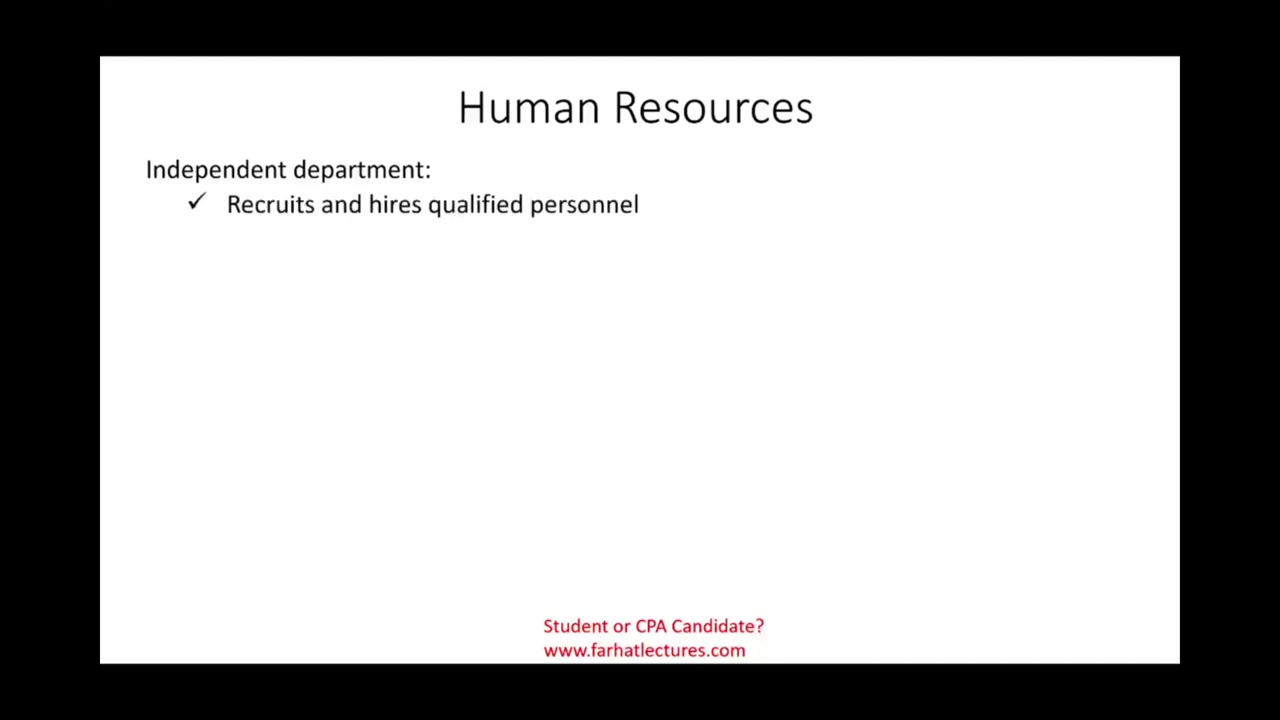 Human Resources
Independent department:
✓ Recruits and hires qualified personnel
Student or CPA Candidate?
www.farhatlectures.com